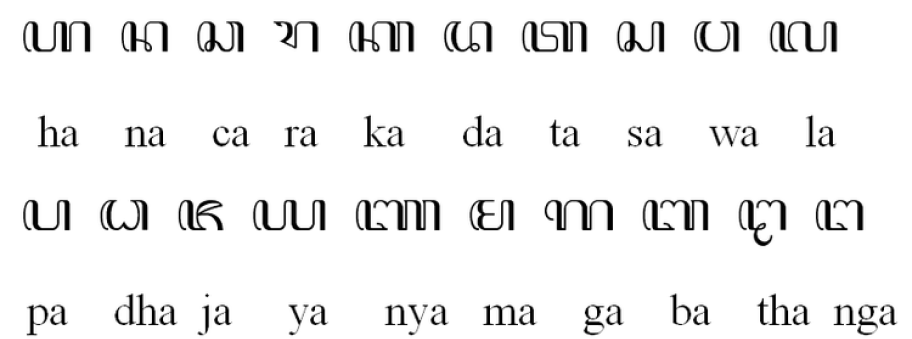 ꦲ ꦤ ꦕ ꦫ ꦏ ꦢ ꦠ ꦱ ꦮ ꦭ
ha na ca ra ka da ta sa wa la
ꦥ ꦝ ꦗ ꦪ ꦚ ꦩ ꦒ ꦧ ꦛ ꦔ
pa dha ja ya nya ma ga ba tha nga